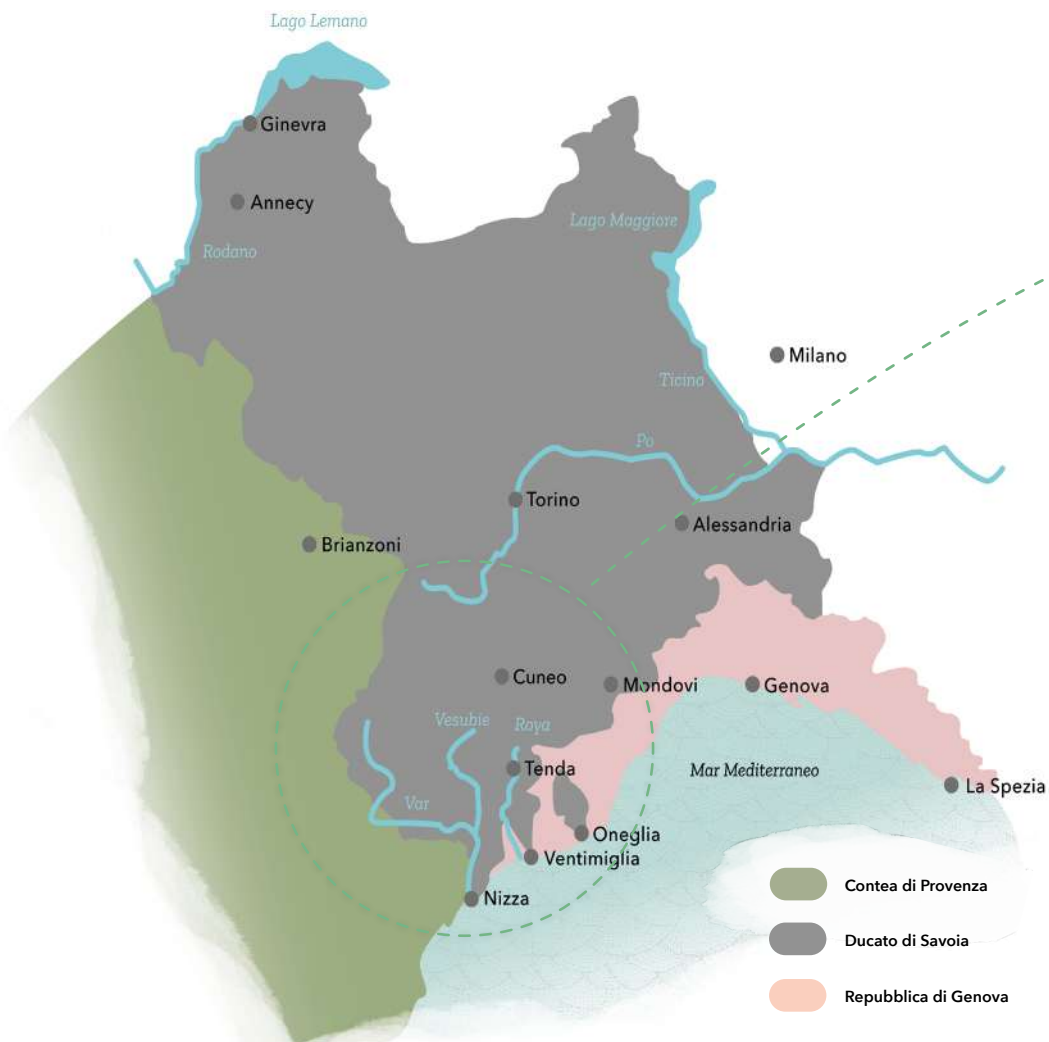 Lago Lemano
Ginevra
Annecy
Lago Maggiore
Rodano
Milano
Ticino
Po
Torino
Alessandria
Brianzoni
Cuneo
Mondovi
Genova
Vesubie
Roya
Tenda
Mar Mediterraneo
La Spezia
Var
Oneglia
Ventimiglia
Nizza
Contea di Provenza
Ducato di Savoia
Repubblica di Genova